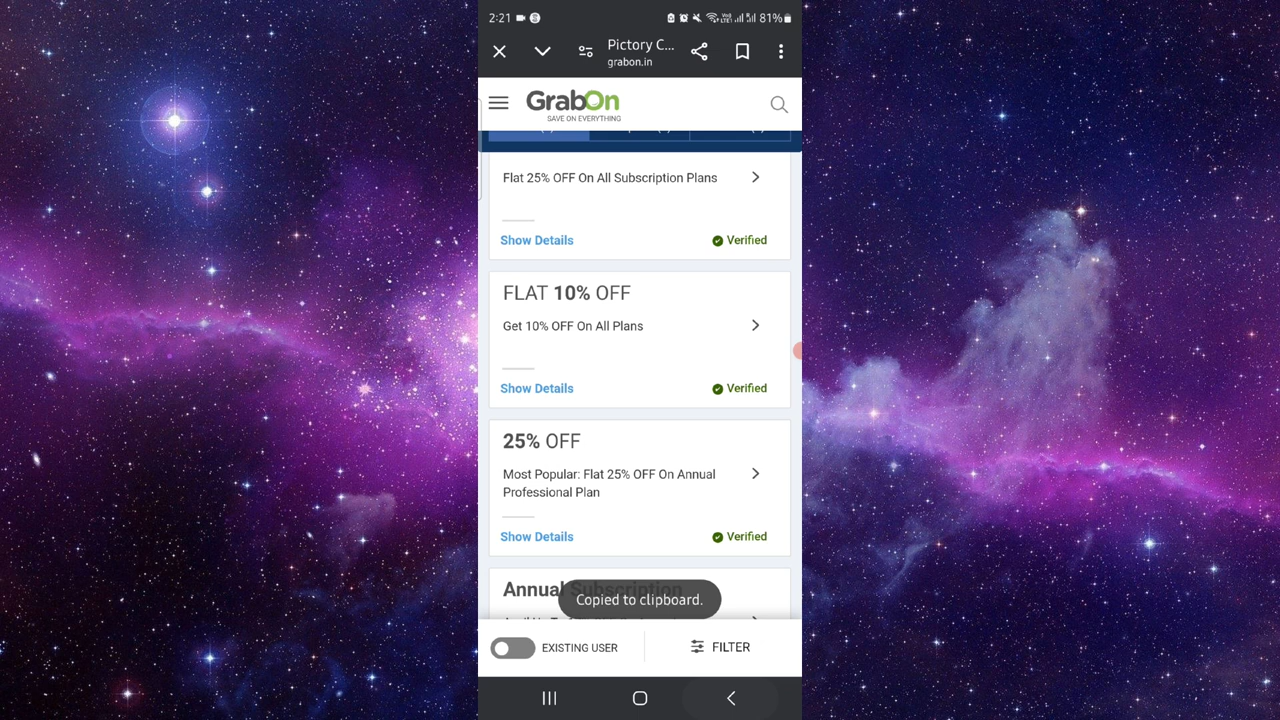 2:21 81%
Pictory C...
grabon.in
GrabOn
SAVE ON EVERYTHING
Flat 25% OFF On All Subscription Plans
Show Details Verified
FLAT 10% OFF
Get 10% OFF On All Plans
Show Details Verified
25% OFF
Most Popular: Flat 25% OFF On Annual
Professional Plan
Show Details Verified
Annual Subscription
Copied to clipboard.
EXISTING USER FILTER